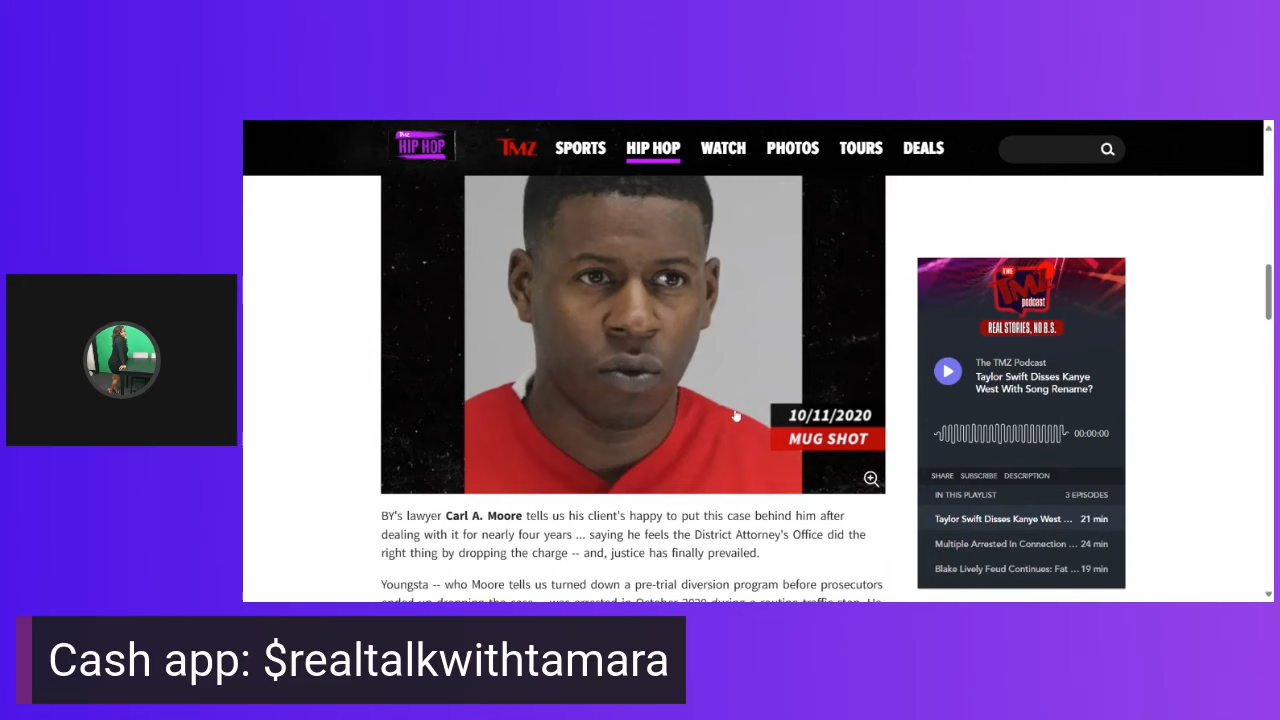 TMZ
HIP HOP
TMZ
SPORTS
HIP HOP
WATCH
PHOTOS
TOURS
DEALS
10/11/2020
MUG SHOT
BY's lawyer Carl A. Moore tells us his client's happy to put this case behind him after
dealing with it for nearly four years ... saying he feels the District Attorney's Office did the
right thing by dropping the charge -- and, justice has finally prevailed.
Youngsta -- who Moore tells us turned down a pre-trial diversion program before prosecutors
THE
TMZ
podcast
REAL STORIES, NO B.S.
The TMZ Podcast
Taylor Swift Disses Kanye
West With Song Rename?
00:00:00
SHARE SUBSCRIBE DESCRIPTION
IN THIS PLAYLIST 3 EPISODES
Taylor Swift Disses Kanye West ... 21 min
Multiple Arrested In Connection ... 24 min
Blake Lively Feud Continues: Fat ... 19 min
Cash app: $realtalkwithtamara